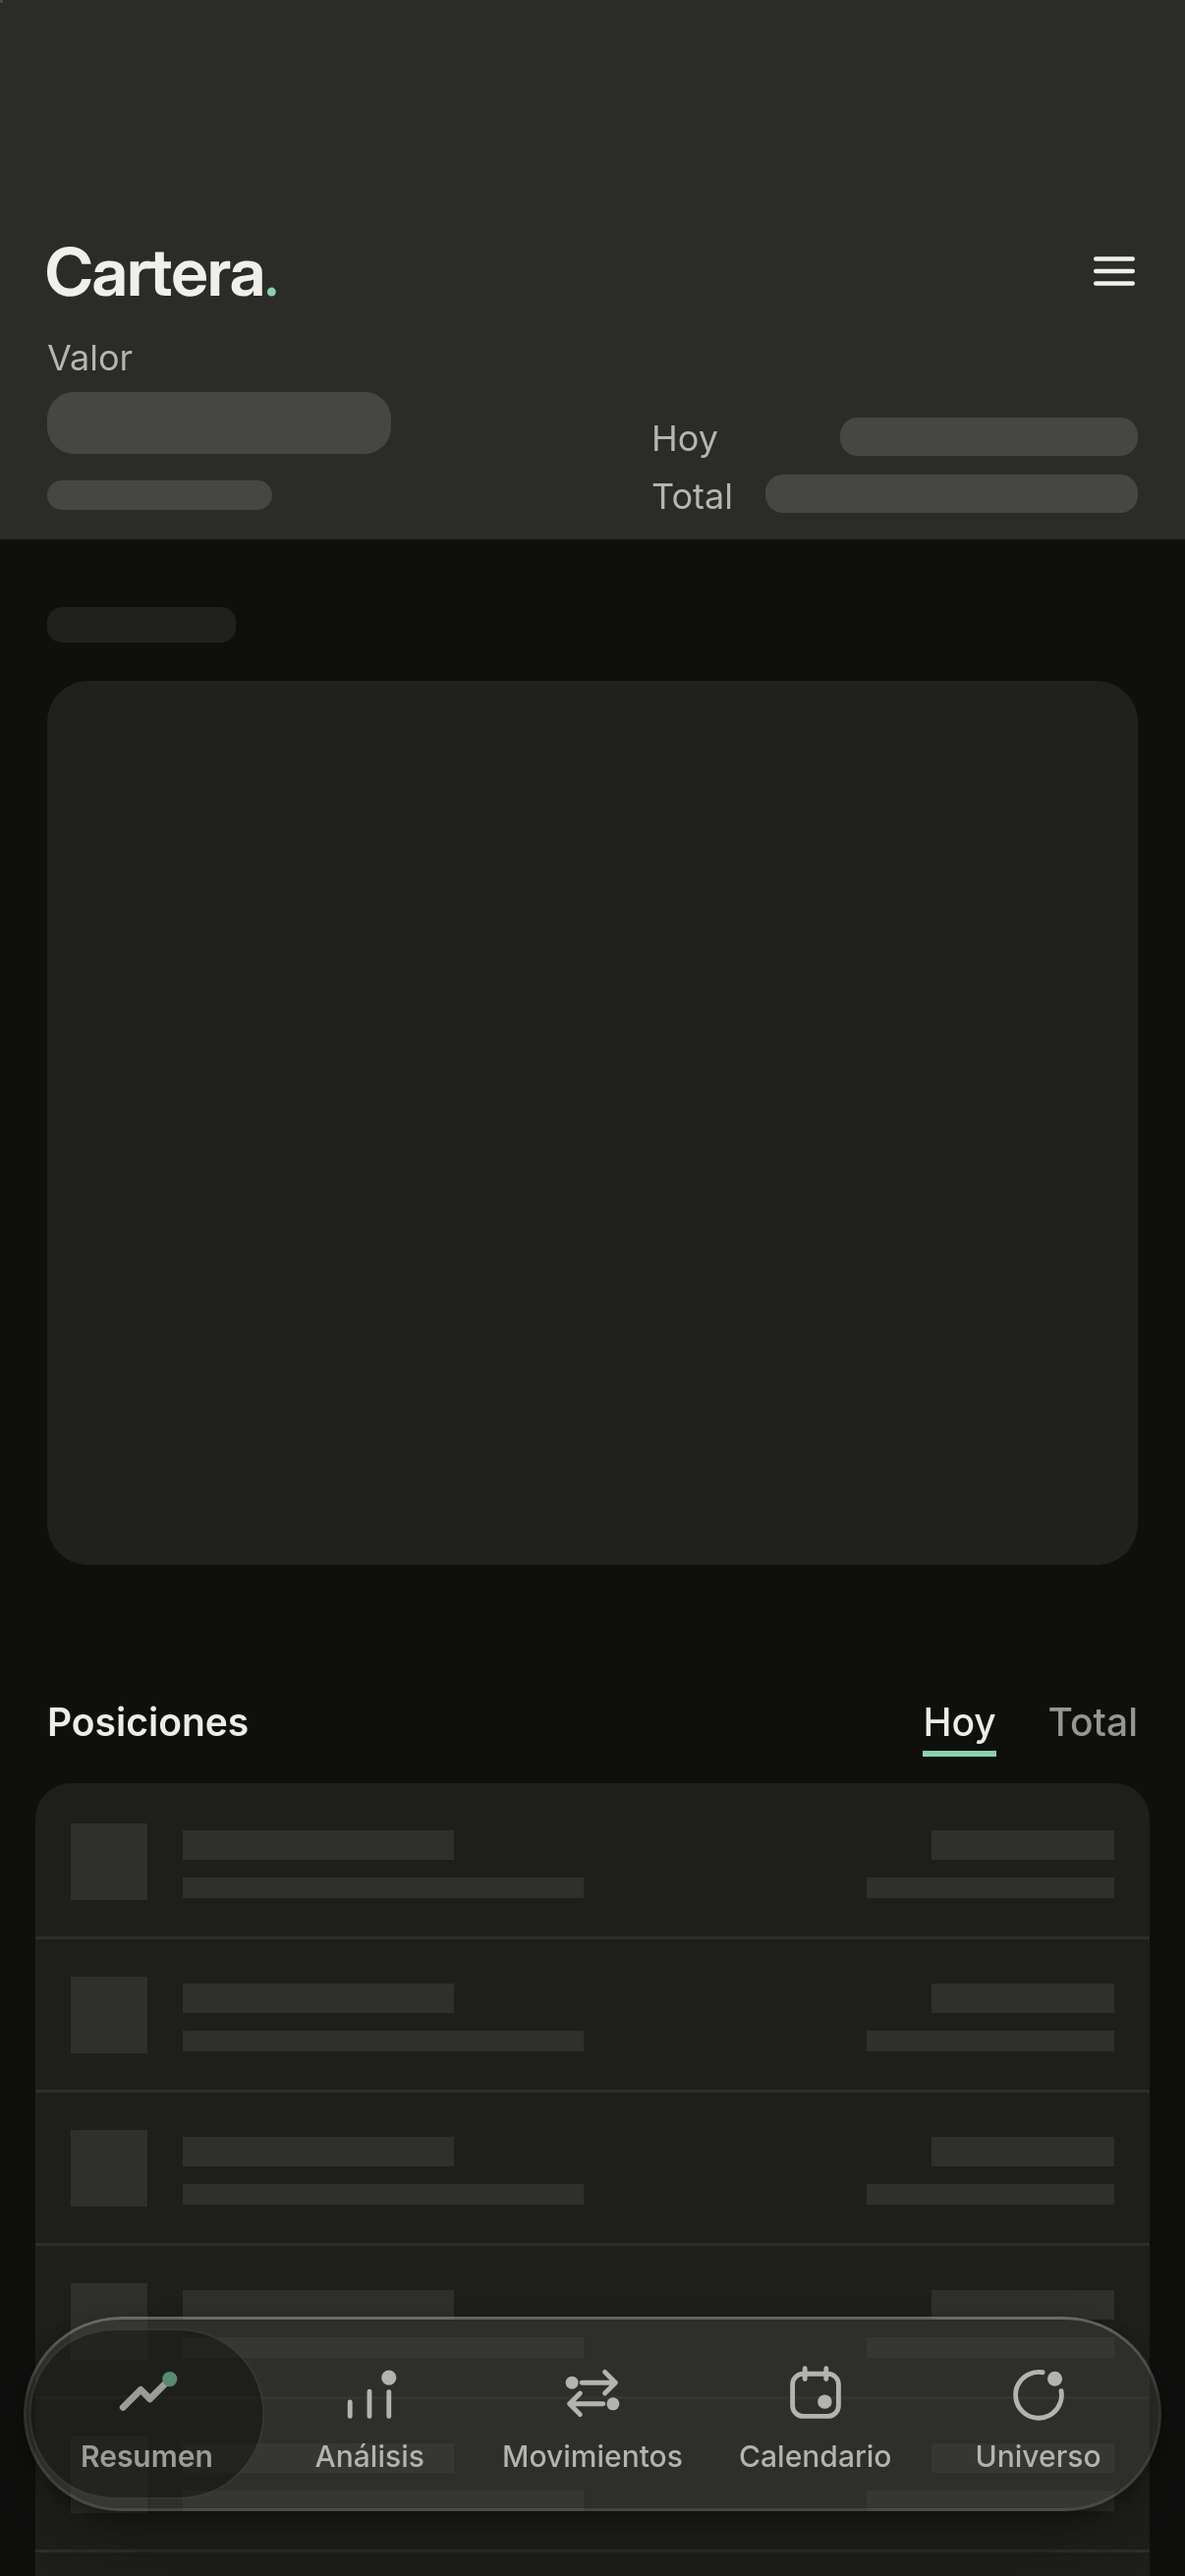 Cartera.
Valor
Hoy
Total
Posiciones
Hoy Total
Resumen Análisis Movimientos Calendario Universo